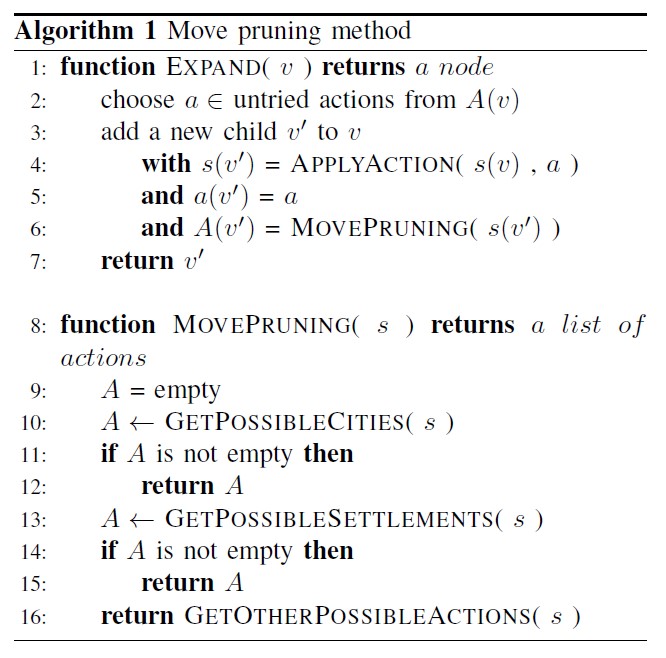 Algorithm 1 Move pruning method
1: function EXPAND( v ) returns a node
2: choose a ∈ untried actions from A(v)
3: add a new child v′ to v
4: with s(v′) = APPLYACTION( s(v) , a )
5: and a(v′) = a
6: and A(v′) = MOVEPRUNING( s(v′) )
7: return v′
8: function MOVEPRUNING( s ) returns a list of
actions
9: A = empty
10: A ← GETPOSSIBLECITIES( s )
11: if A is not empty then
12: return A
13: A ← GETPOSSIBLESETTLEMENTS( s )
14: if A is not empty then
15: return A
16: return GETOTHERPOSSIBLEACTIONS( s )